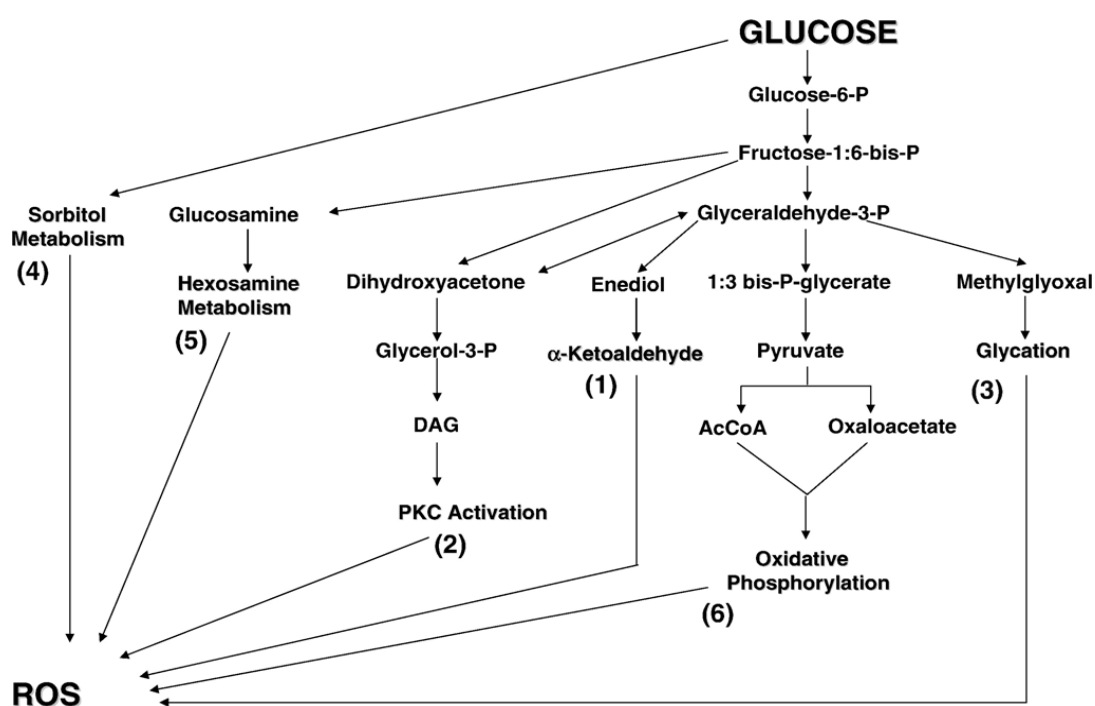 GLUCOSE
Glucose-6-P
Fructose-1:6-bis-P
Sorbitol
Metabolism
(4)
Glucosamine
Glyceraldehyde-3-P
Hexosamine
Metabolism
(5)
Dihydroxyacetone
Enediol
1:3 bis-P-glycerate
Methylglyoxal
Glycerol-3-P
α-Ketoaldehyde
(1)
Pyruvate
Glycation
(3)
DAG
AcCoA
Oxaloacetate
PKC Activation
(2)
Oxidative
Phosphorylation
(6)
ROS